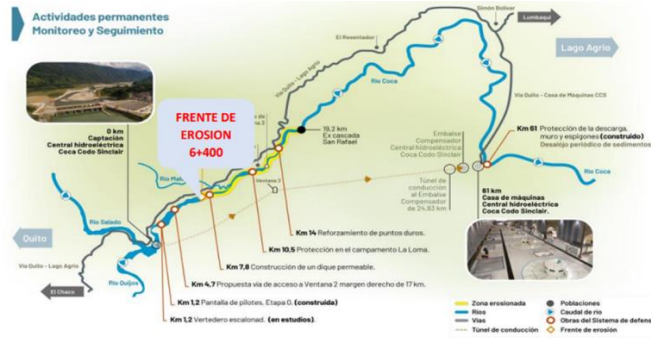 Actividades permanentes
Monitoreo y Seguimiento
Simón Bolívar
Lumbaqui
El Reventador
Lago Agrio
Vía Quito - Lago Agrio
Río Coca
Vía Quito - Casa de Máquinas CCS
FRENTE DE
EROSION
6+400
0 km
Captación
Central hidroeléctrica
Coca Codo Sinclair
19,2 km
Ex cascada
San Rafael
Embalse
Compensador
Central hidroeléctrica
Coca Codo Sinclair
Km 61 Protección de la descarga,
muro y espigones (construido)
Desalojo periódico de sedimentos
Río Coca
Ventana 2
Túnel de
conducción
al Embalse
Compensador
de 24,83 km
61 km
Casa de máquinas
Central hidroeléctrica
Coca Codo Sinclair.
Río Salado
Quito
Km 14 Reforzamiento de puntos duros.
Km 10,5 Protección en el campamento La Loma.
Vía Quito - Lago Agrio
Km 7,8 Construcción de un dique permeable.
Río Quijos
Km 4,7 Propuesta vía de acceso a Ventana 2 margen derecho de 17 km.
El Chaco
Km 1,2 Pantalla de pilotes. Etapa 0. (construida)
Km 1,2 Vertedero escalonad. (en estudios).
Zona erosionada
Ríos
Vías
Túnel de conducción
Poblaciones
Caudal de río
Obras del Sistema de defens
Frente de erosión